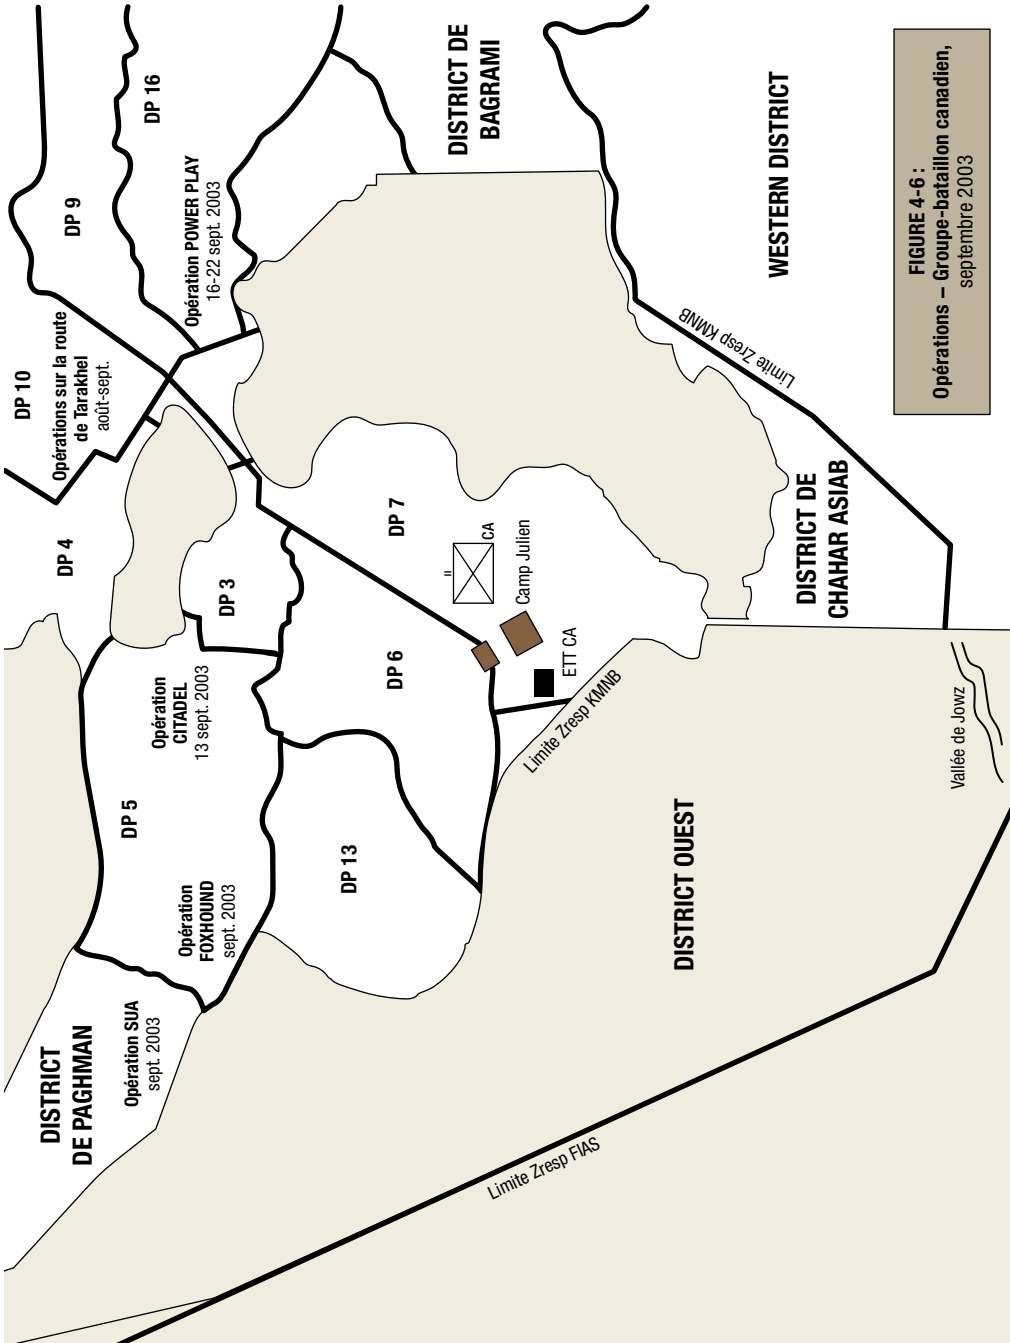 DISTRICT
DE PAGHMAN
Opération SUA
sept. 2003
DP 5
Opération
FOXHOUND
sept. 2003
Opération
CITADEL
13 sept. 2003
DP 13
DP 3
DP 4
DP 6
DP 10
Opérations sur la route
de Tarakhel
août-sept.
DP 9
DP 16
Opération POWER PLAY
16-22 sept. 2003
DISTRICT DE
BAGRAMI
DP 7
II
CA
Camp Julien
ETT CA
Limite Zresp KMNB
Limite Zresp KMNB
WESTERN DISTRICT
DISTRICT DE
CHAHAR ASIAB
DISTRICT OUEST
Vallée de Jowz
Limite Zresp FIAS
FIGURE 4-6 :
Opérations – Groupe-bataillon canadien,
septembre 2003